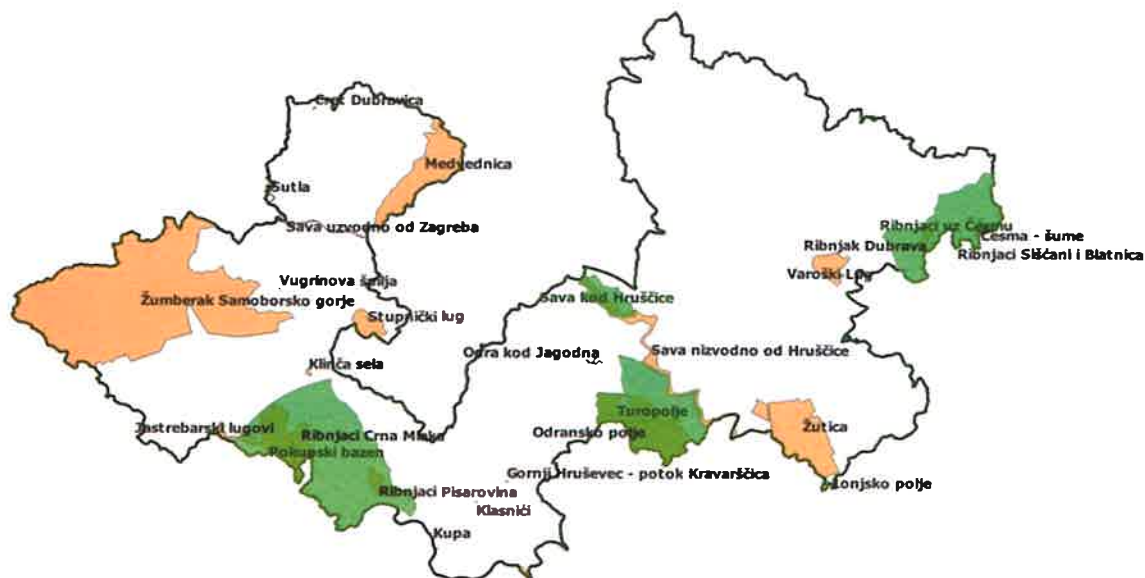 Cret Dubravica
Medvednica
Sutla
Sava uzvodno od Zagreba
Ribnjaci uz Česmu
Česma - šume
Ribnjak Dubrava
Ribnjaci Slišćani i Blatnica
Varoški Lug
Vugrinova špilja
Žumberak Samoborsko gorje
Stupnički lug
Sava kod Hruščice
Odra kod Jagodna
Sava nizvodno od Hruščice
Klinča sela
Turopolje
Žutica
Jastrebarski lugovi
Ribnjaci Crna Mlaka
Odransko polje
Pokupski bazen
Gornji Hruševec - potok Kravarščica
Lonjsko polje
Ribnjaci Pisarovina
Klasnići
Kupa